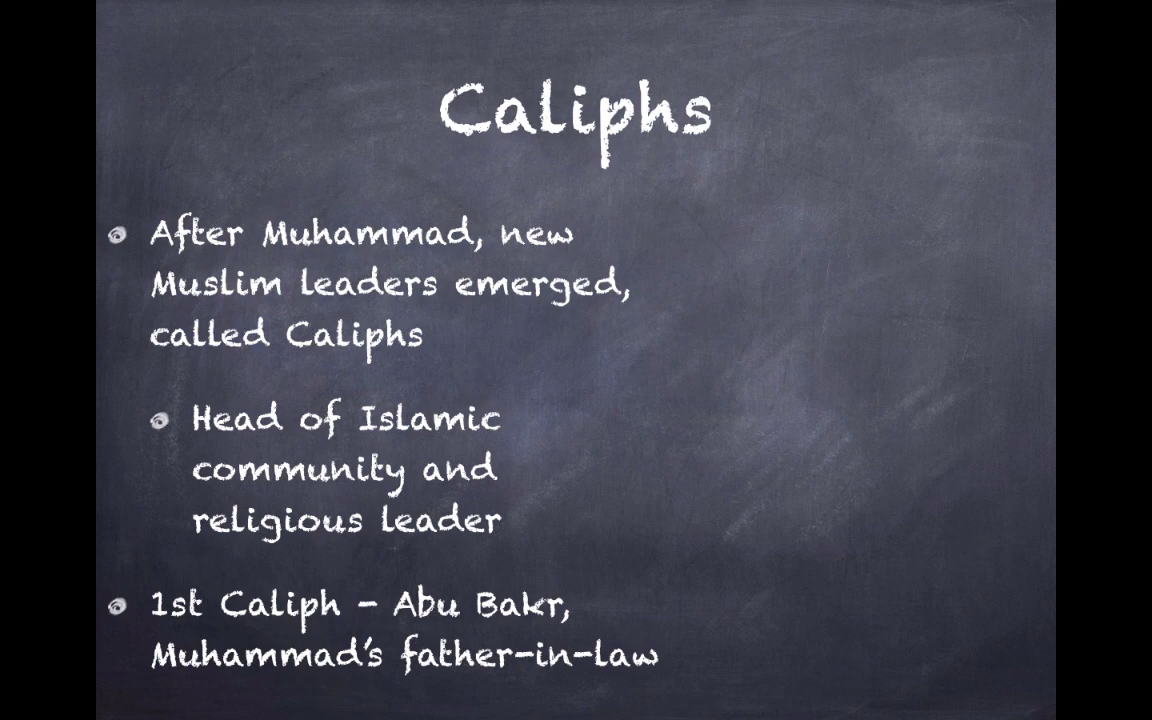 Caliphs
After Muhammad, new
Muslim leaders emerged,
called Caliphs
Head of Islamic
community and
religious leader
1st Caliph - Abu Bakr,
Muhammad's father-in-law